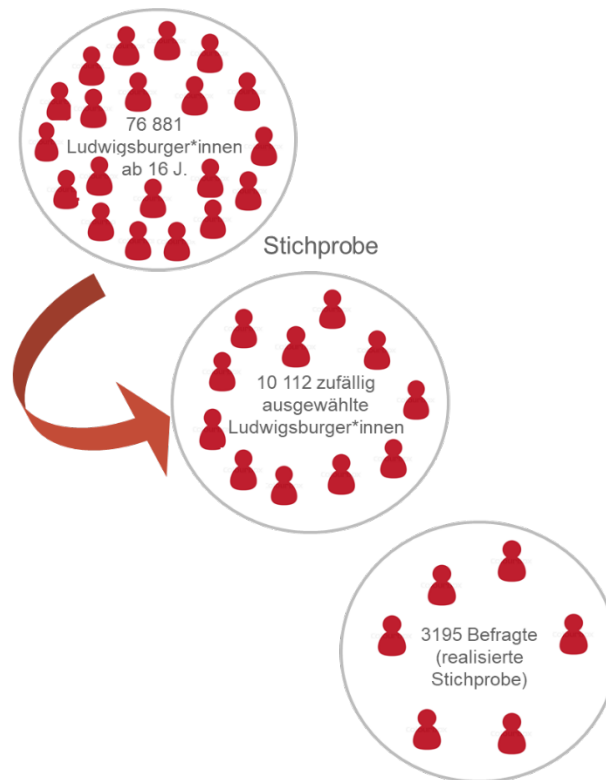 76 881
Ludwigsburger*innen
ab 16 J.
Stichprobe
10 112 zufällig
ausgewählte
Ludwigsburger*innen
3195 Befragte
(realisierte
Stichprobe)